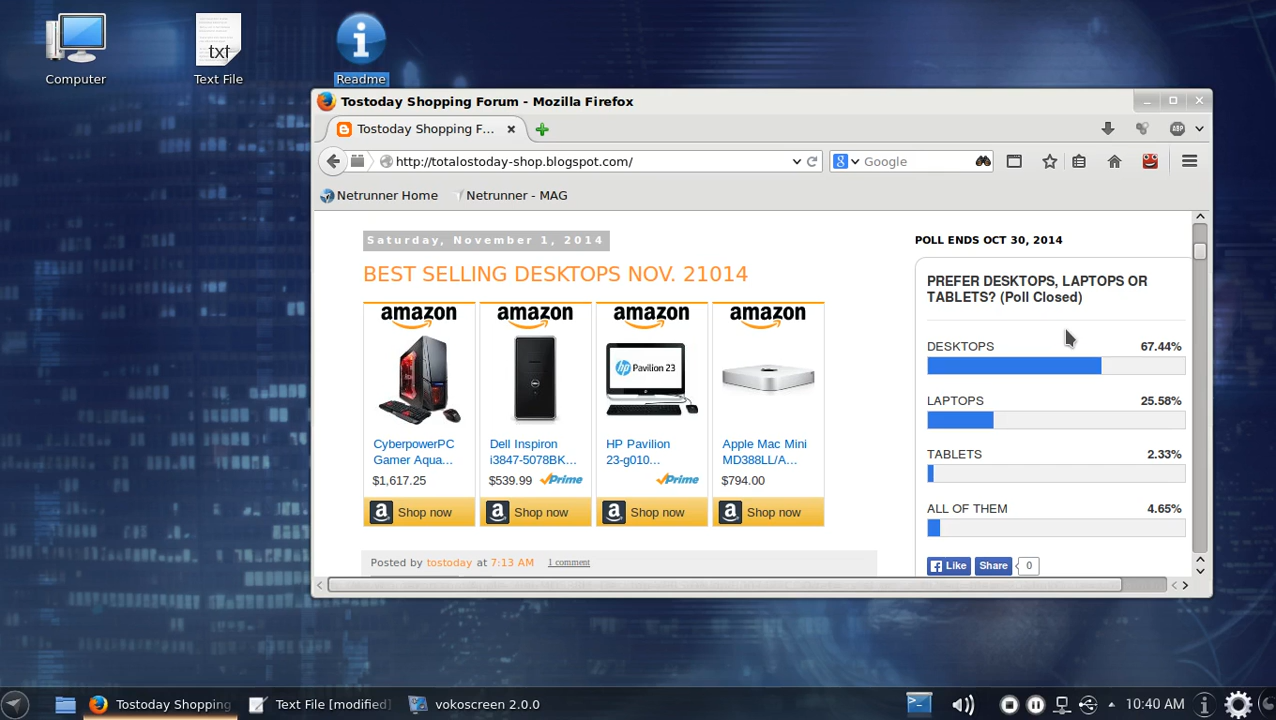 Computer
txt
Text File
Readme
Tostoday Shopping Forum - Mozilla Firefox
Tostoday Shopping F...
ABP
http://totalostoday-shop.blogspot.com/
Google
Netrunner Home
Netrunner - MAG
Saturday, November 1, 2014
BEST SELLING DESKTOPS NOV. 21014
amazon
amazon
amazon
amazon
HP Pavilion 23
CyberpowerPC
Gamer Aqua...
$1,617.25
Shop now
Dell Inspiron
i3847-5078BK...
$539.99 Prime
Shop now
HP Pavilion
23-g010...
Prime
Shop now
Apple Mac Mini
MD388LL/A...
$794.00
Shop now
Posted by tostoday at 7:13 AM 1 comment
POLL ENDS OCT 30, 2014
PREFER DESKTOPS, LAPTOPS OR
TABLETS? (Poll Closed)
DESKTOPS 67.44%
LAPTOPS 25.58%
TABLETS 2.33%
ALL OF THEM 4.65%
Like Share 0
Tostoday Shopping
Text File [modified]
vokoscreen 2.0.0
10:40 AM